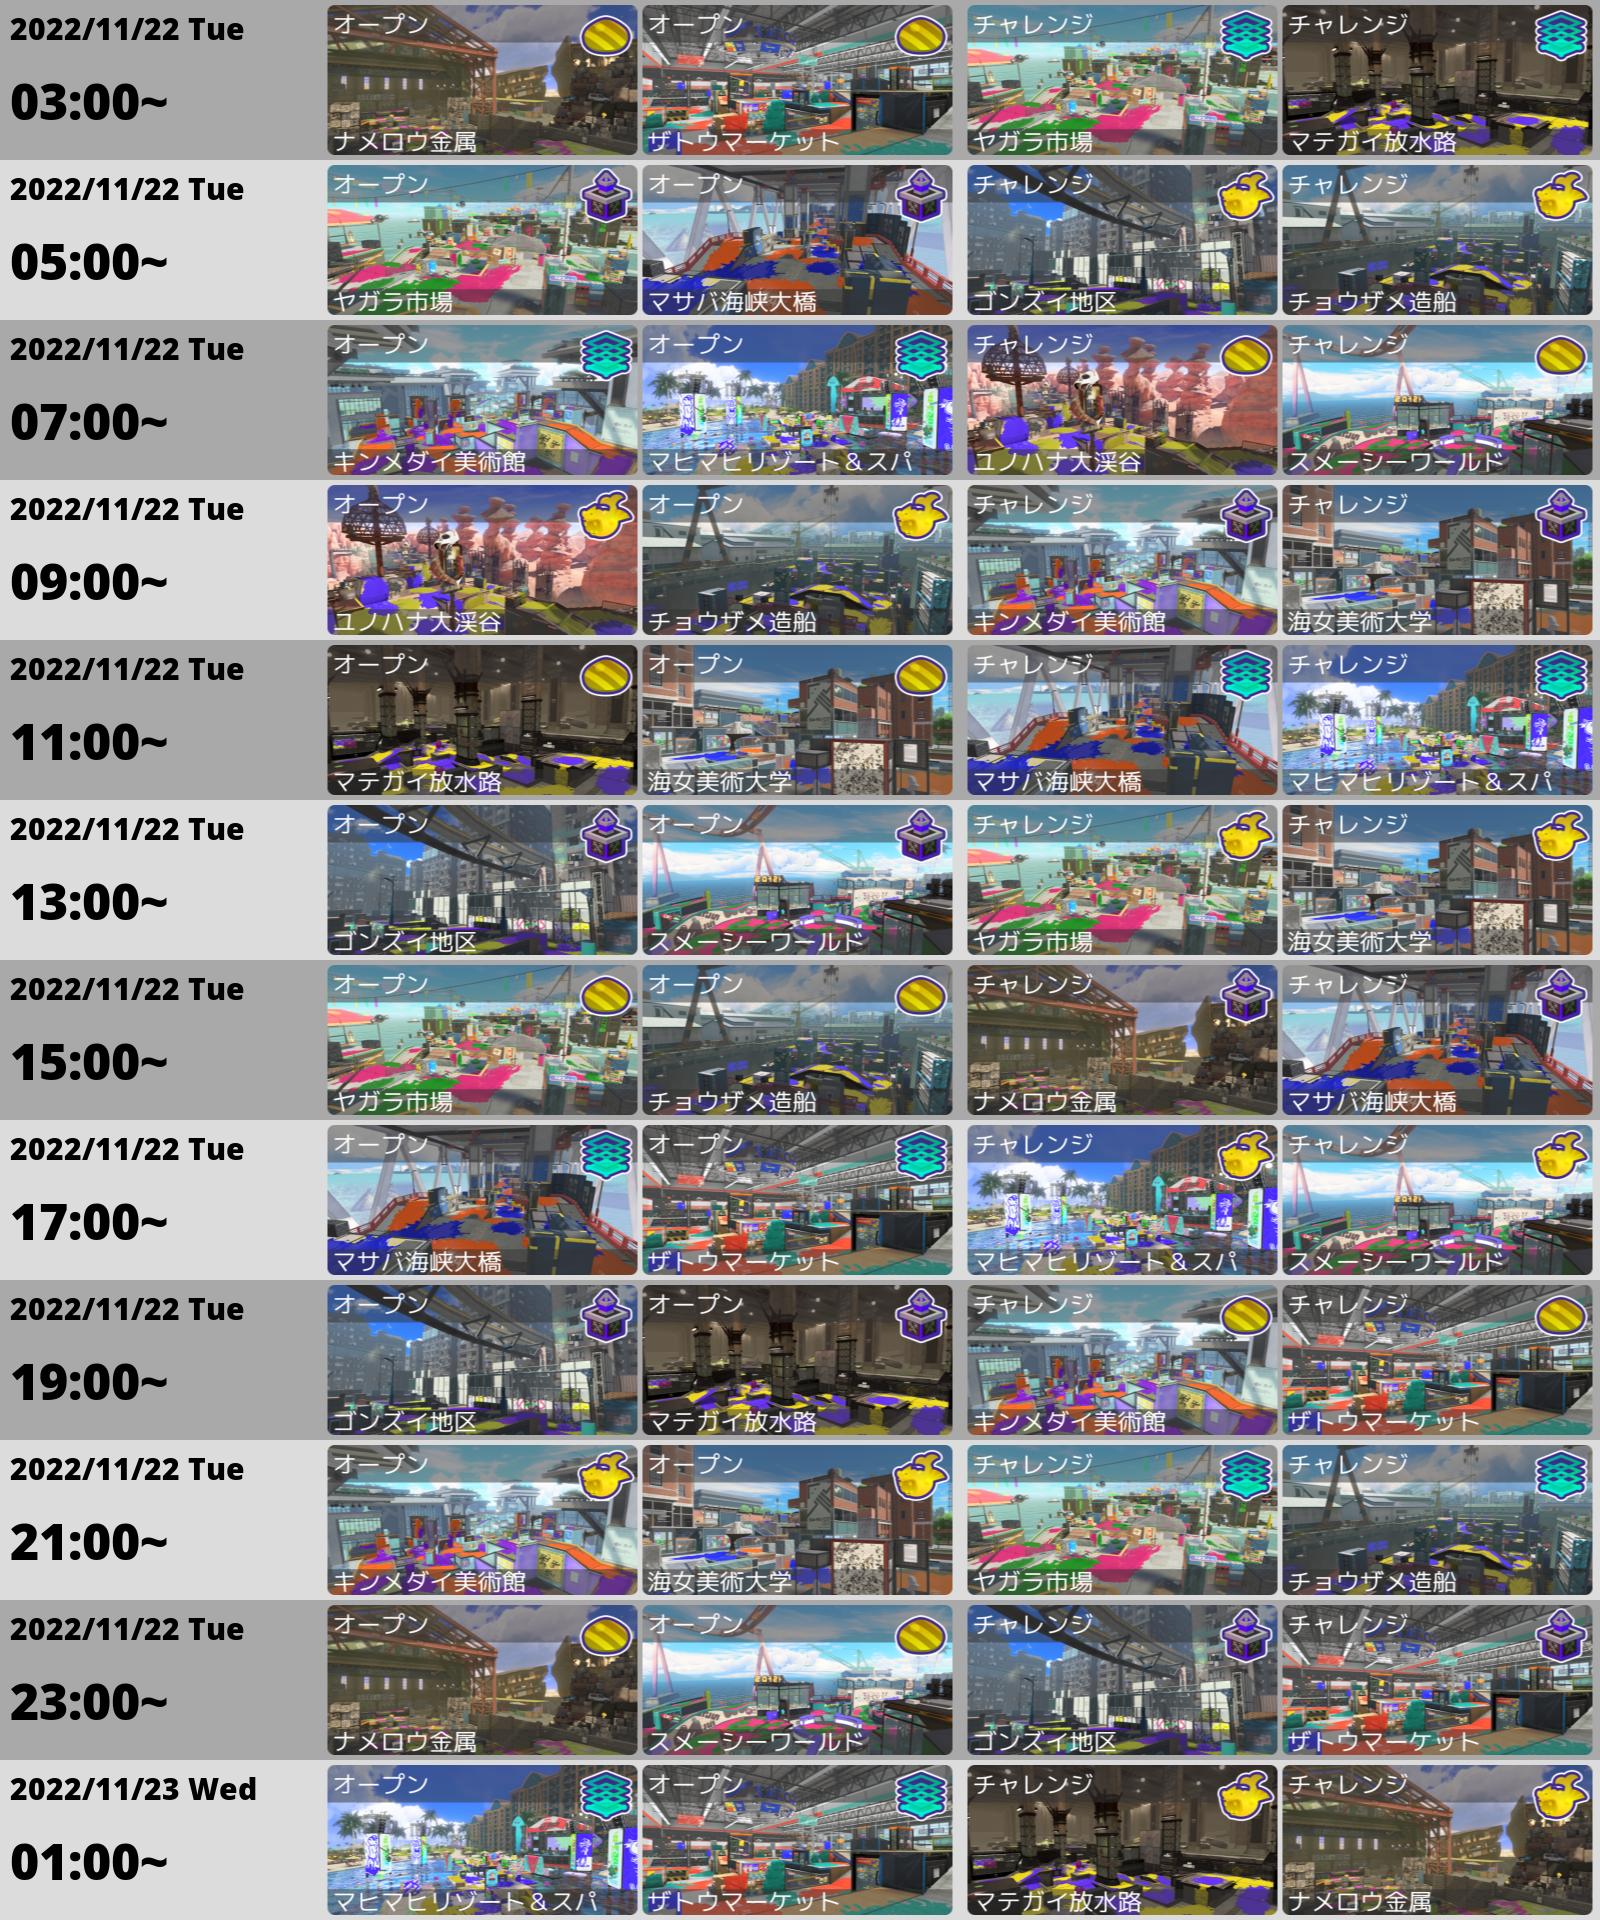 2022/11/22 Tue
03:00~
オープン
ナメロウ金属
オープン
ザトウマーケット
チャレンジ
ヤガラ市場
チャレンジ
マテガイ放水路
2022/11/22 Tue
05:00~
オープン
ヤガラ市場
オープン
マサバ海峡大橋
チャレンジ
ゴンズイ地区
チャレンジ
チョウザメ造船
2022/11/22 Tue
07:00~
オープン
キンメダイ美術館
オープン
マヒマヒリゾート&スパ
チャレンジ
ユノハナ大渓谷
チャレンジ
スメーシーワールド
2022/11/22 Tue
09:00~
オープン
ユノハナ大渓谷
オープン
チョウザメ造船
チャレンジ
キンメダイ美術館
チャレンジ
海女美術大学
2022/11/22 Tue
11:00~
オープン
マテガイ放水路
オープン
海女美術大学
チャレンジ
マサバ海峡大橋
チャレンジ
マヒマヒリゾート&スパ
2022/11/22 Tue
13:00~
オープン
ゴンズイ地区
オープン
スメーシーワールド
チャレンジ
ヤガラ市場
チャレンジ
海女美術大学
2022/11/22 Tue
15:00~
オープン
ヤガラ市場
オープン
チョウザメ造船
チャレンジ
ナメロウ金属
チャレンジ
マサバ海峡大橋
2022/11/22 Tue
17:00~
オープン
マサバ海峡大橋
オープン
ザトウマーケット
チャレンジ
マヒマヒリゾート&スパ
チャレンジ
スメーシーワールド
2022/11/22 Tue
19:00~
オープン
ゴンズイ地区
オープン
マテガイ放水路
チャレンジ
キンメダイ美術館
チャレンジ
ザトウマーケット
2022/11/22 Tue
21:00~
オープン
キンメダイ美術館
オープン
海女美術大学
チャレンジ
ヤガラ市場
チャレンジ
チョウザメ造船
2022/11/22 Tue
23:00~
オープン
ナメロウ金属
オープン
スメーシーワールド
チャレンジ
ゴンズイ地区
チャレンジ
ザトウマーケット
2022/11/23 Wed
01:00~
オープン
マヒマヒリゾート&スパ
オープン
ザトウマーケット
チャレンジ
マテガイ放水路
チャレンジ
ナメロウ金属